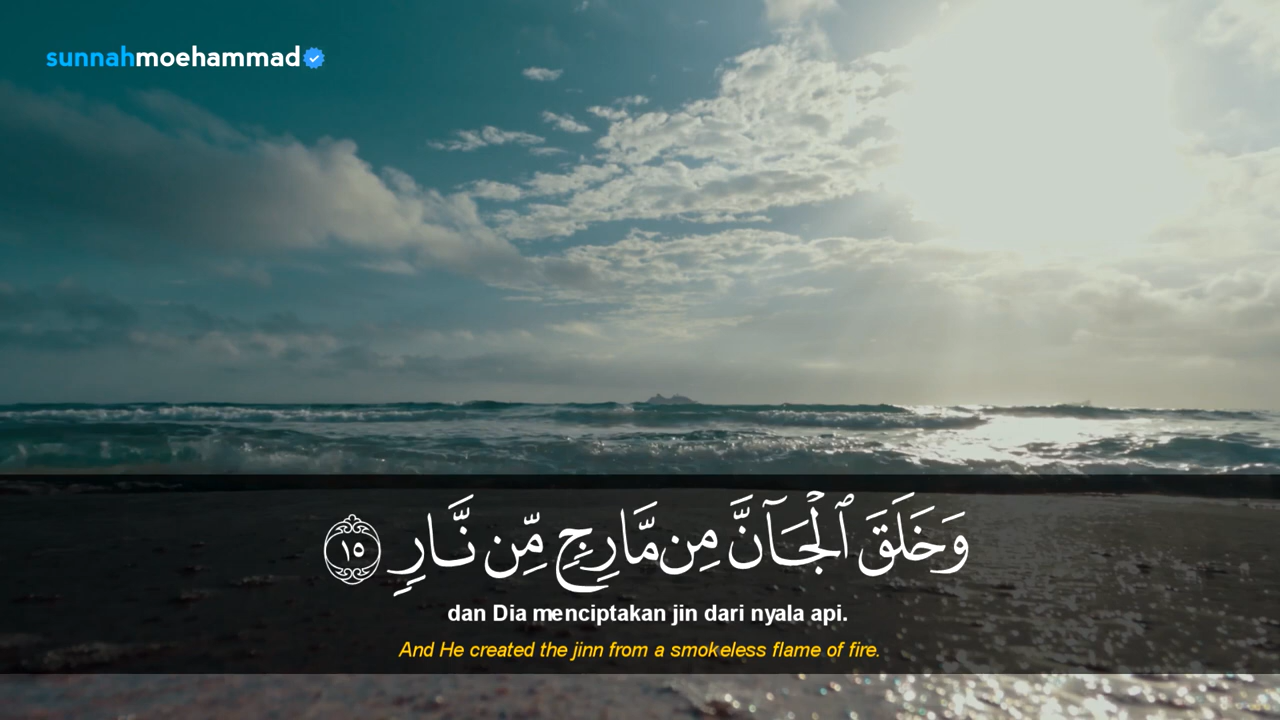 sunnahmoehammad
وَخَلَقَ ٱلْجَآنَّ مِن مَّارِجٍ مِّن نَّارٍ ١٥
dan Dia menciptakan jin dari nyala api.
And He created the jinn from a smokeless flame of fire.